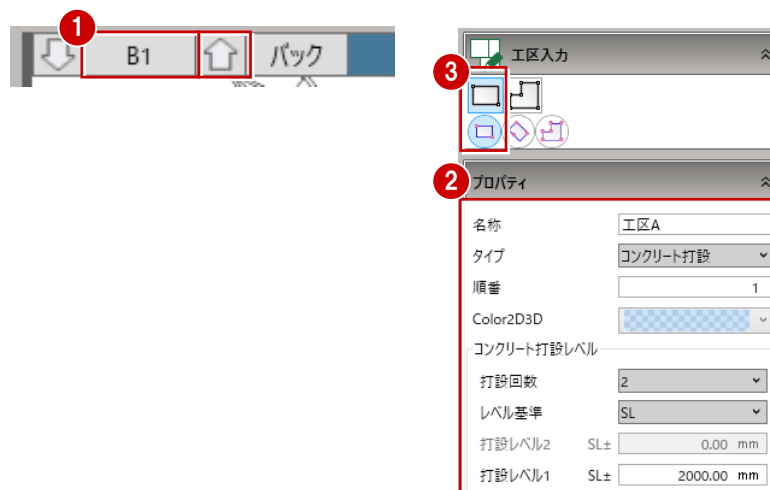 1
B1 バック
3
工区入力
2
プロパティ
名称 工区A
タイプ コンクリート打設
順番 1
Color2D3D
コンクリート打設レベル
打設回数 2
レベル基準 SL
打設レベル2 SL± 0.00 mm
打設レベル1 SL± 2000.00 mm